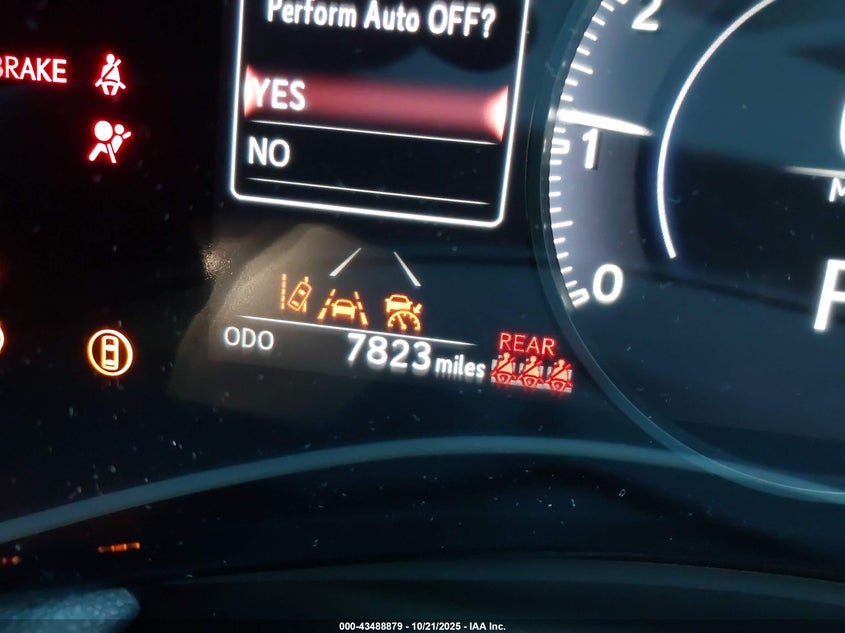 Perform Auto OFF?
YES
NO
BRAKE
2
1
0
ODO
7823 miles
REAR
000-43488879 - 10/21/2025 - IAA Inc.